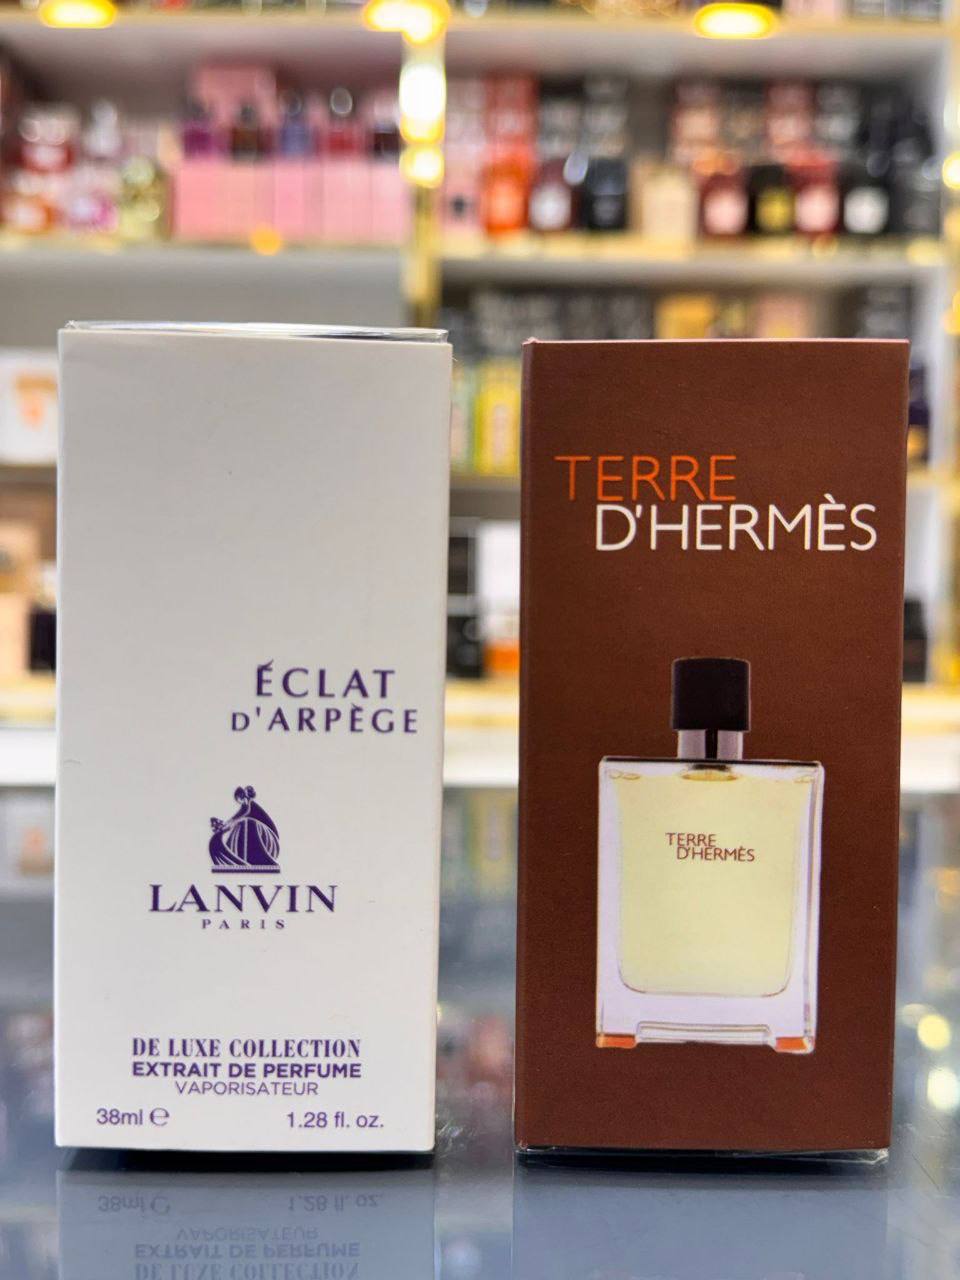 ÉCLAT
D'ARPÈGE
LANVIN
PARIS
DE LUXE COLLECTION
EXTRAIT DE PERFUME
VAPORISATEUR
38ml ℮
1.28 fl. oz.
TERRE
D'HERMÈS
TERRE
D'HERMÈS